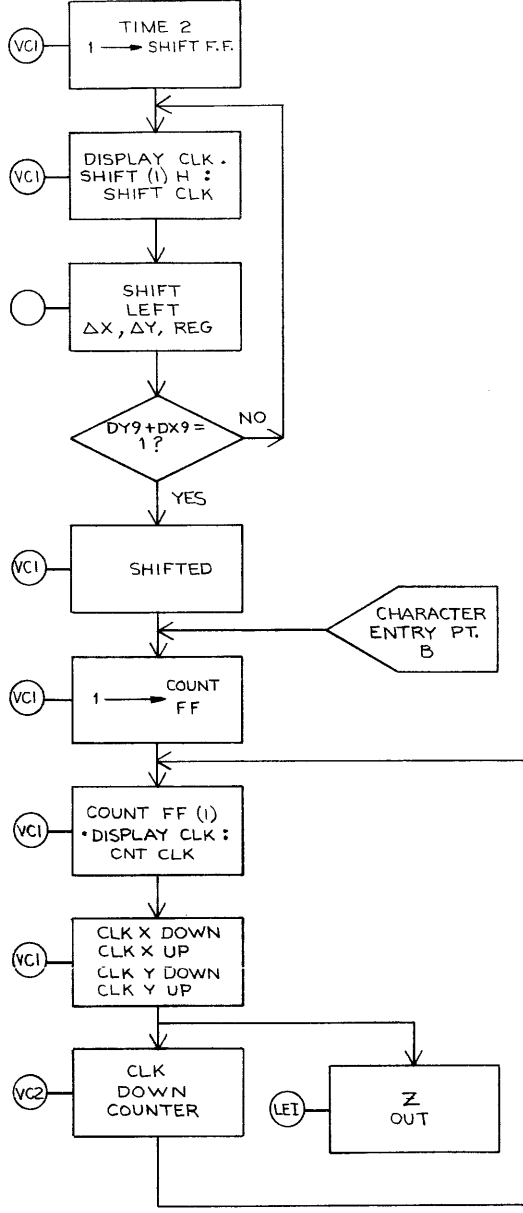 TIME 2
1 → SHIFT F.F.
VC1
DISPLAY CLK ·
SHIFT (1) H :
SHIFT CLK
VC1
SHIFT
LEFT
ΔX, ΔY, REG
DY9+DX9=
1?
NO
YES
VC1
SHIFTED
CHARACTER
ENTRY PT.
B
VC1
1 → COUNT
FF
VC1
COUNT FF (1)
· DISPLAY CLK :
CNT CLK
VC1
CLK X DOWN
CLK X UP
CLK Y DOWN
CLK Y UP
VC2
CLK
DOWN
COUNTER
LE1
Z
OUT